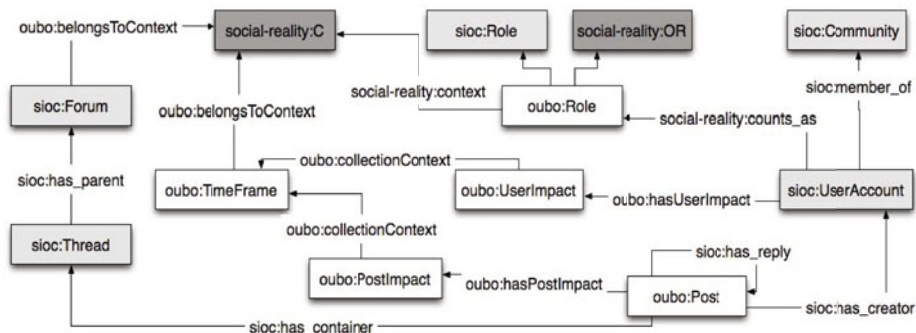 oubo:belongsToContext
social-reality:C
sioc:Role
social-reality:OR
sioc:Community
oubo:belongsToContext
social-reality:context
sioc:member_of
sioc:Forum
oubo:Role
social-reality:counts_as
oubo:collectionContext
sioc:has_parent
oubo:TimeFrame
oubo:UserImpact
oubo:hasUserImpact
sioc:UserAccount
oubo:collectionContext
sioc:Thread
sioc:has_reply
oubo:PostImpact
oubo:hasPostImpact
oubo:Post
sioc:has_creator
sioc:has_container